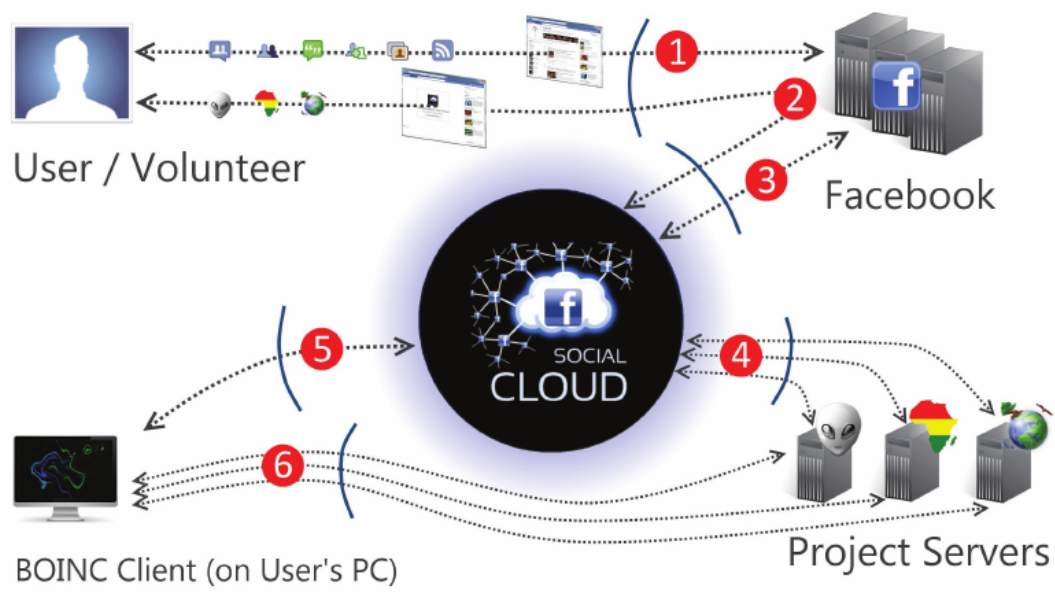 1
2
User / Volunteer
3
Facebook
f
f
SOCIAL
CLOUD
5
4
6
BOINC Client (on User's PC)
Project Servers